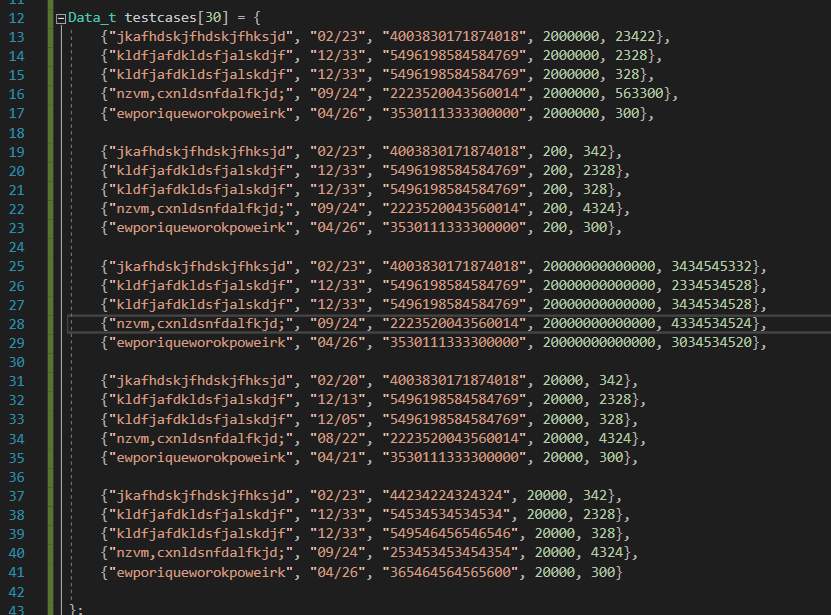 11
12 Data_t testcases[30] = {
13 {"jkafhdskjfhdskjfhksjd", "02/23", "4003830171874018", 2000000, 23422},
14 {"kldfjafdkldsfjalskdjf", "12/33", "5496198584584769", 2000000, 2328},
15 {"kldfjafdkldsfjalskdjf", "12/33", "5496198584584769", 2000000, 328},
16 {"nzvm,cxnldsnfdalfkjd;", "09/24", "2223520043560014", 2000000, 563300},
17 {"ewporiqueworokpoweirk", "04/26", "3530111333300000", 2000000, 300},
18
19 {"jkafhdskjfhdskjfhksjd", "02/23", "4003830171874018", 200, 342},
20 {"kldfjafdkldsfjalskdjf", "12/33", "5496198584584769", 200, 2328},
21 {"kldfjafdkldsfjalskdjf", "12/33", "5496198584584769", 200, 328},
22 {"nzvm,cxnldsnfdalfkjd;", "09/24", "2223520043560014", 200, 4324},
23 {"ewporiqueworokpoweirk", "04/26", "3530111333300000", 200, 300},
24
25 {"jkafhdskjfhdskjfhksjd", "02/23", "4003830171874018", 20000000000000, 3434545332},
26 {"kldfjafdkldsfjalskdjf", "12/33", "5496198584584769", 20000000000000, 2334534528},
27 {"kldfjafdkldsfjalskdjf", "12/33", "5496198584584769", 20000000000000, 3434534528},
28 {"nzvm,cxnldsnfdalfkjd;", "09/24", "2223520043560014", 20000000000000, 4334534524},
29 {"ewporiqueworokpoweirk", "04/26", "3530111333300000", 20000000000000, 3034534520},
30
31 {"jkafhdskjfhdskjfhksjd", "02/20", "4003830171874018", 20000, 342},
32 {"kldfjafdkldsfjalskdjf", "12/13", "5496198584584769", 20000, 2328},
33 {"kldfjafdkldsfjalskdjf", "12/05", "5496198584584769", 20000, 328},
34 {"nzvm,cxnldsnfdalfkjd;", "08/22", "2223520043560014", 20000, 4324},
35 {"ewporiqueworokpoweirk", "04/21", "3530111333300000", 20000, 300},
36
37 {"jkafhdskjfhdskjfhksjd", "02/23", "44234224324324", 20000, 342},
38 {"kldfjafdkldsfjalskdjf", "12/33", "54534534534534", 20000, 2328},
39 {"kldfjafdkldsfjalskdjf", "12/33", "549546456546546", 20000, 328},
40 {"nzvm,cxnldsnfdalfkjd;", "09/24", "253453453454354", 20000, 4324},
41 {"ewporiqueworokpoweirk", "04/26", "365464564565600", 20000, 300}
42
43 };